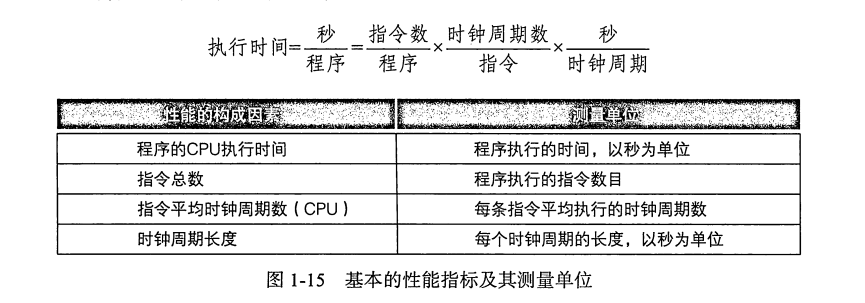 执行时间=秒/程序=指令数/程序×时钟周期数/指令×秒/时钟周期
性能的构成因素 测量单位
程序的CPU执行时间 程序执行的时间，以秒为单位
指令总数 程序执行的指令数目
指令平均时钟周期数（CPU） 每条指令平均执行的时钟周期数
时钟周期长度 每个时钟周期的长度，以秒为单位
图 1-15 基本的性能指标及其测量单位